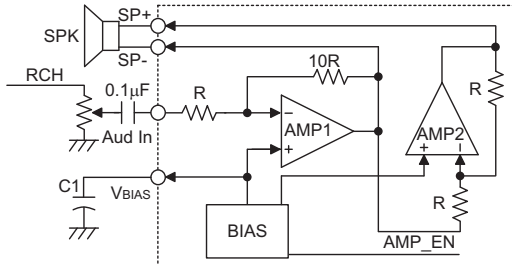 SP+
SPK
SP-
RCH
0.1μF
R
10R
R
AMP1
AMP2
Aud In
C1
VBIAS
R
BIAS
AMP_EN
−
+
+
−